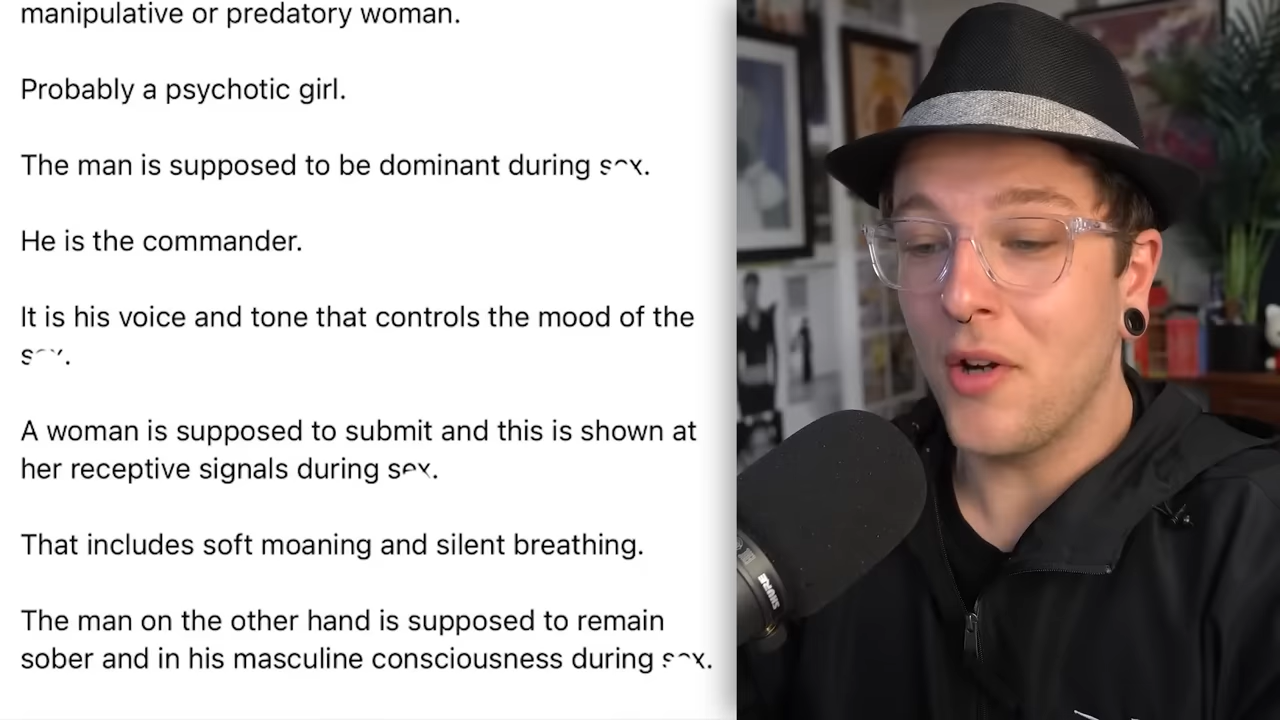 manipulative or predatory woman.
Probably a psychotic girl.
The man is supposed to be dominant during sex.
He is the commander.
It is his voice and tone that controls the mood of the
sex.
A woman is supposed to submit and this is shown at
her receptive signals during sex.
That includes soft moaning and silent breathing.
The man on the other hand is supposed to remain
sober and in his masculine consciousness during sex.
SHURE